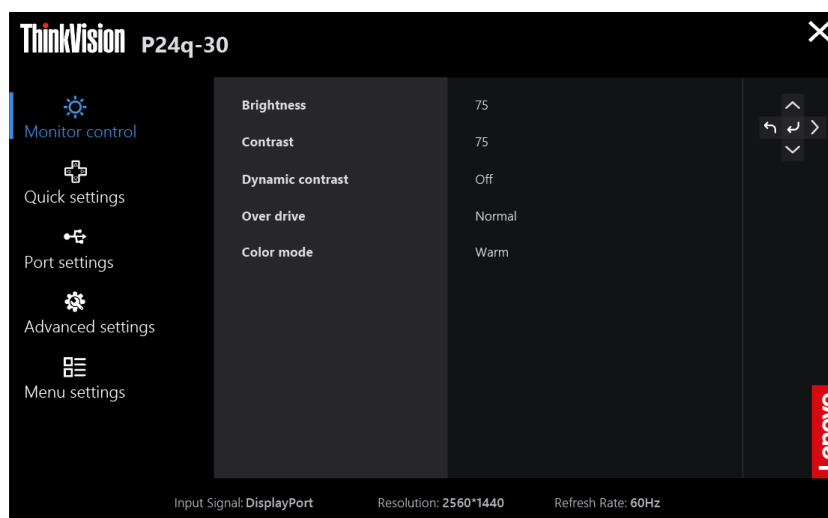 ThinkVision P24q-30
Monitor control
Quick settings
Port settings
Advanced settings
Menu settings
Brightness 75
Contrast 75
Dynamic contrast Off
Over drive Normal
Color mode Warm
Lenovo
Input Signal: DisplayPort Resolution: 2560*1440 Refresh Rate: 60Hz